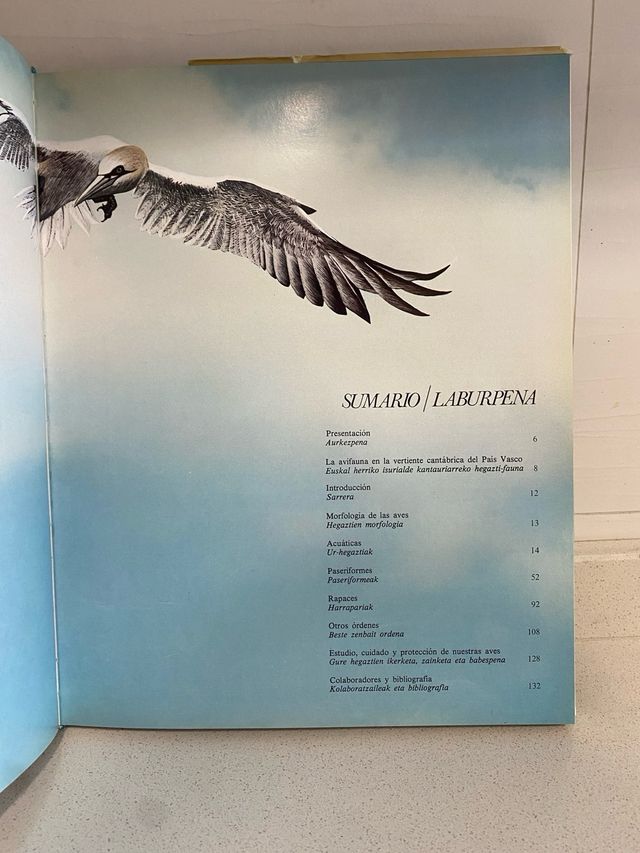 SUMARIO/LABURPENA
Presentación
Aurkezpena 6
La avifauna en la vertiente cantábrica del País Vasco
Euskal herriko isurialde kantauriarreko hegazti-fauna 8
Introducción
Sarrera 12
Morfología de las aves
Hegaztien morfologia 13
Acuáticas
Ur-hegaztiak 14
Paseriformes
Paseriformeak 52
Rapaces
Harrapariak 92
Otros órdenes
Beste zenbait ordena 108
Estudio, cuidado y protección de nuestras aves
Gure hegaztien ikerketa, zainketa eta babespena 128
Colaboradores y bibliografía
Kolaboratzaileak eta bibliografia 132